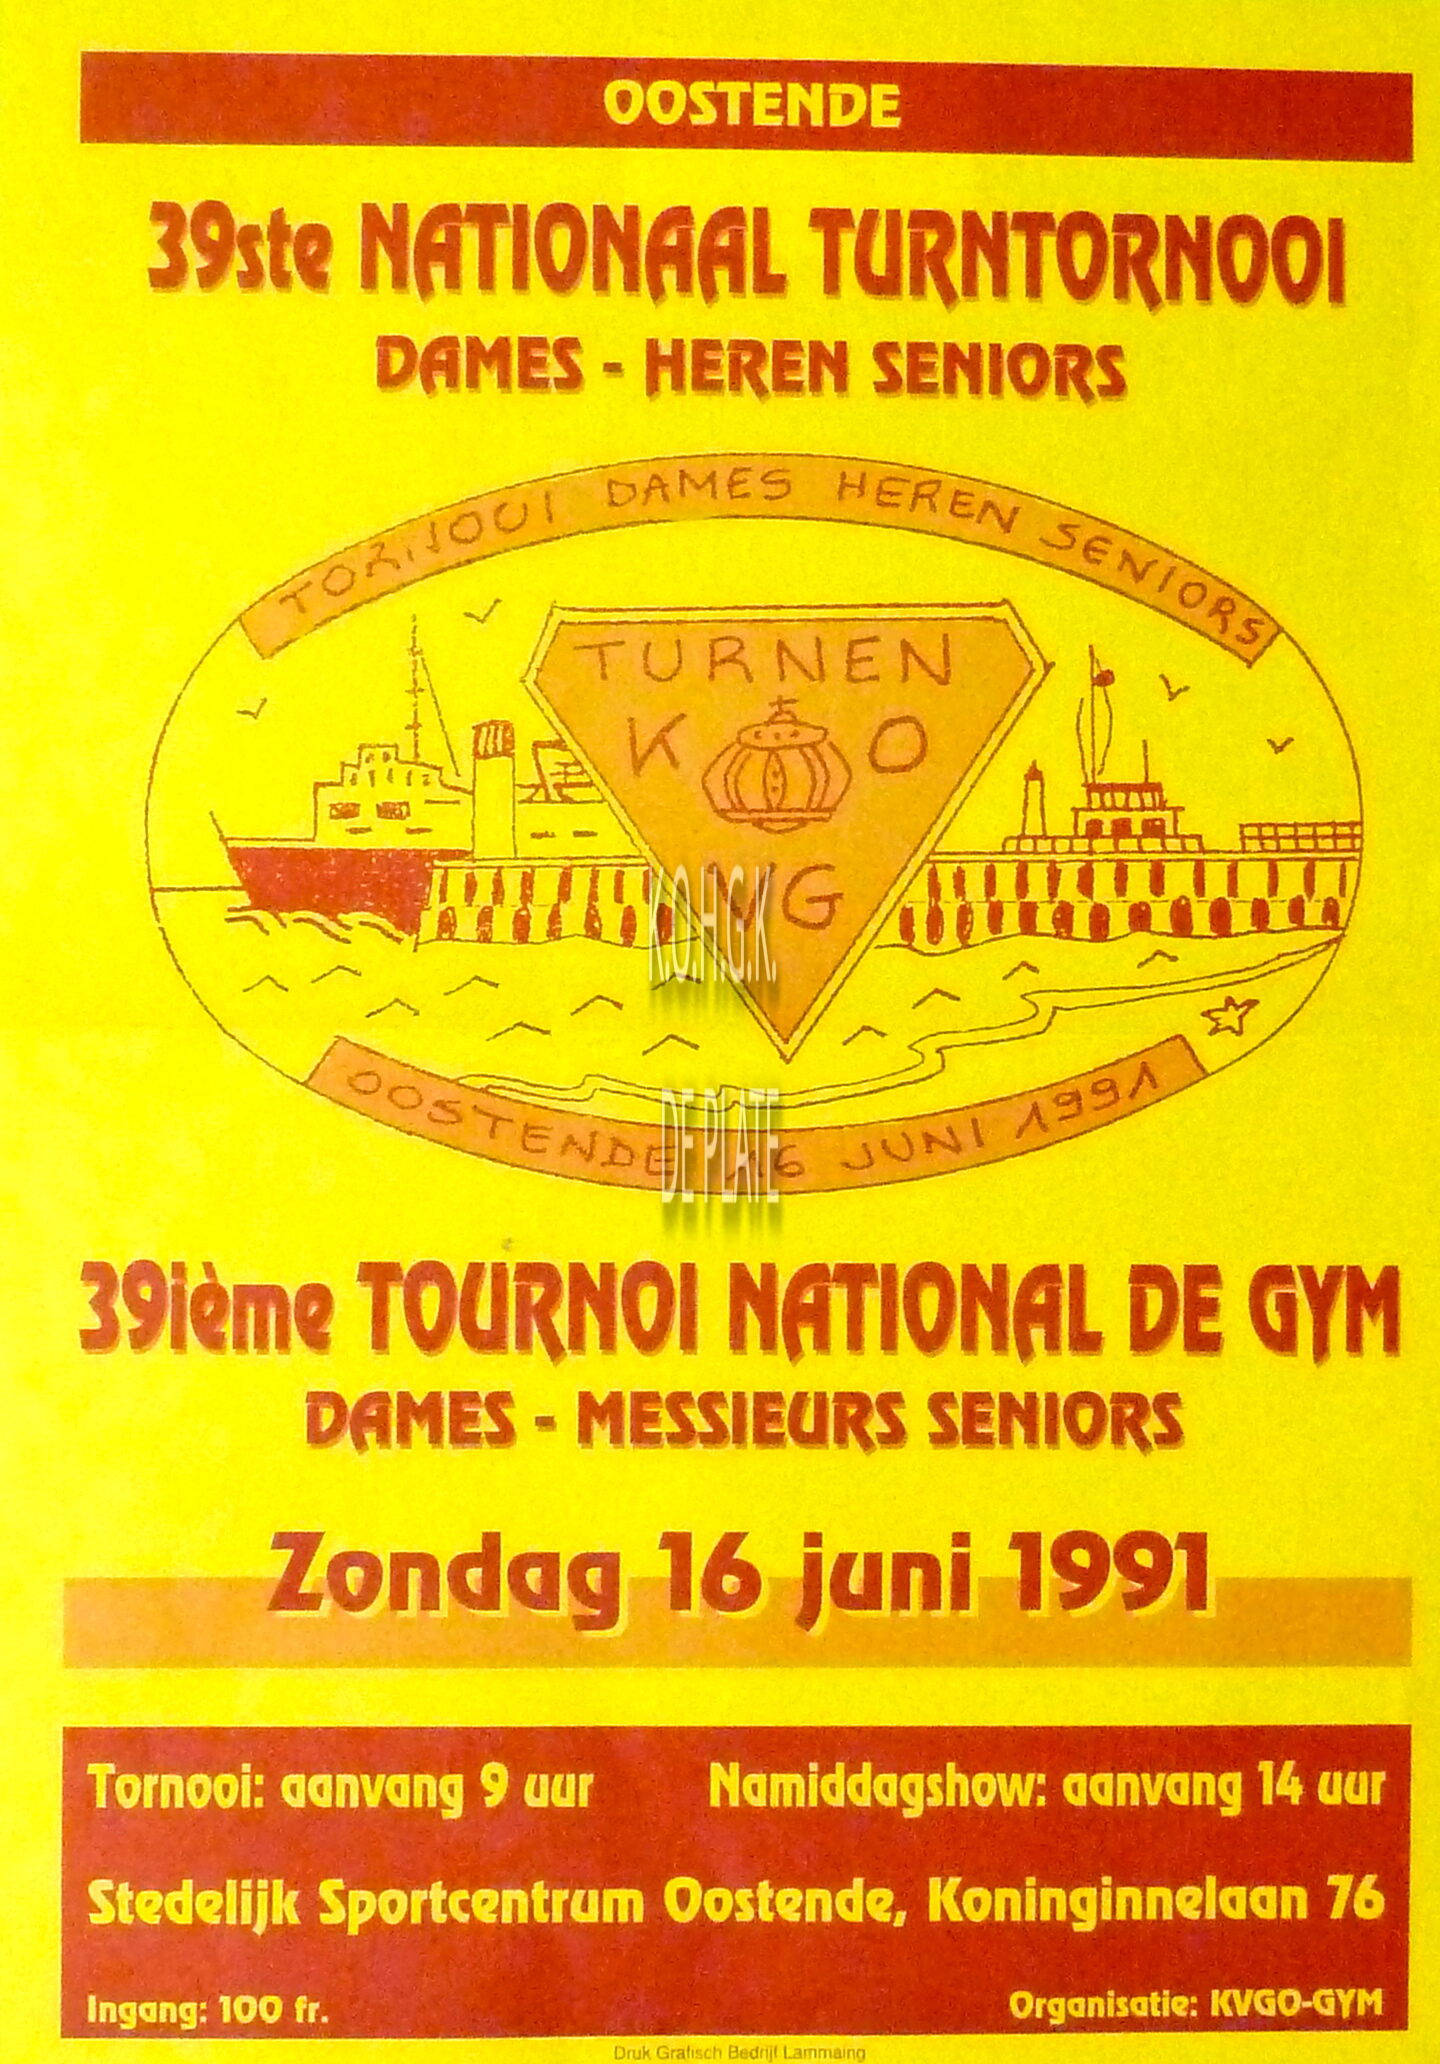 OOSTENDE
39ste NATIONAAL TURNTORNOOI
DAMES - HEREN SENIORS
TORNOOI DAMES HEREN SENIORS
TURNEN
K O
VG
K.O.H.G.K.
DE PLATE
OOSTENDE 16 JUNI 1991
39ième TOURNOI NATIONAL DE GYM
DAMES - MESSIEURS SENIORS
Zondag 16 juni 1991
Tornooi: aanvang 9 uur Namiddagshow: aanvang 14 uur
Stedelijk Sportcentrum Oostende, Koninginnelaan 76
Ingang: 100 fr. Organisatie: KVGO-GYM
Druk Grafisch Bedrijf Lammaing